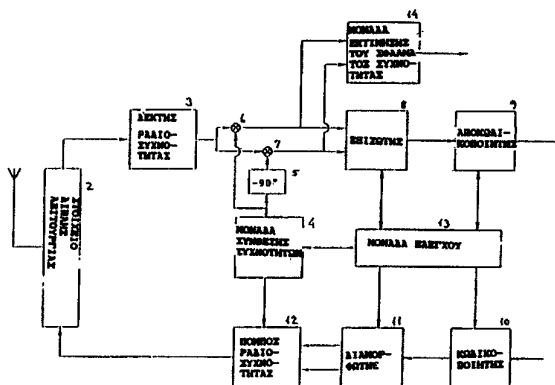 14
ΜΟΝΑΔΑ
ΕΚΤΙΜΗΣΗΣ
ΤΟΥ ΣΦΑΛΜΑ
ΤΟΣ ΣΥΧΝΟ-
ΤΗΤΑΣ
3
ΔΕΚΤΗΣ
ΡΑΔΙΟ-
ΣΥΧΝΟ-
ΤΗΤΑΣ
6
7
8
ΕΞΙΣΩΤΗΣ
9
ΑΠΟΚΩΔΙ-
ΚΟΠΟΙΗΤΗΣ
5
-90°
2
ΣΤΟΙΧΕΙΟ
ΔΙΠΛΗΣ
ΛΕΙΤΟΥΡΓΙΑΣ
4
ΜΟΝΑΔΑ
ΣΥΝΘΕΣΗΣ
ΣΥΧΝΟΤΗΤΩΝ
13
ΜΟΝΑΔΑ ΕΛΕΓΧΟΥ
12
ΠΟΜΠΟΣ
ΡΑΔΙΟ-
ΣΥΧΝΟ-
ΤΗΤΑΣ
11
ΔΙΑΜΟΡ-
ΦΩΤΗΣ
10
ΚΩΔΙΚΟ-
ΠΟΙΗΤΗΣ